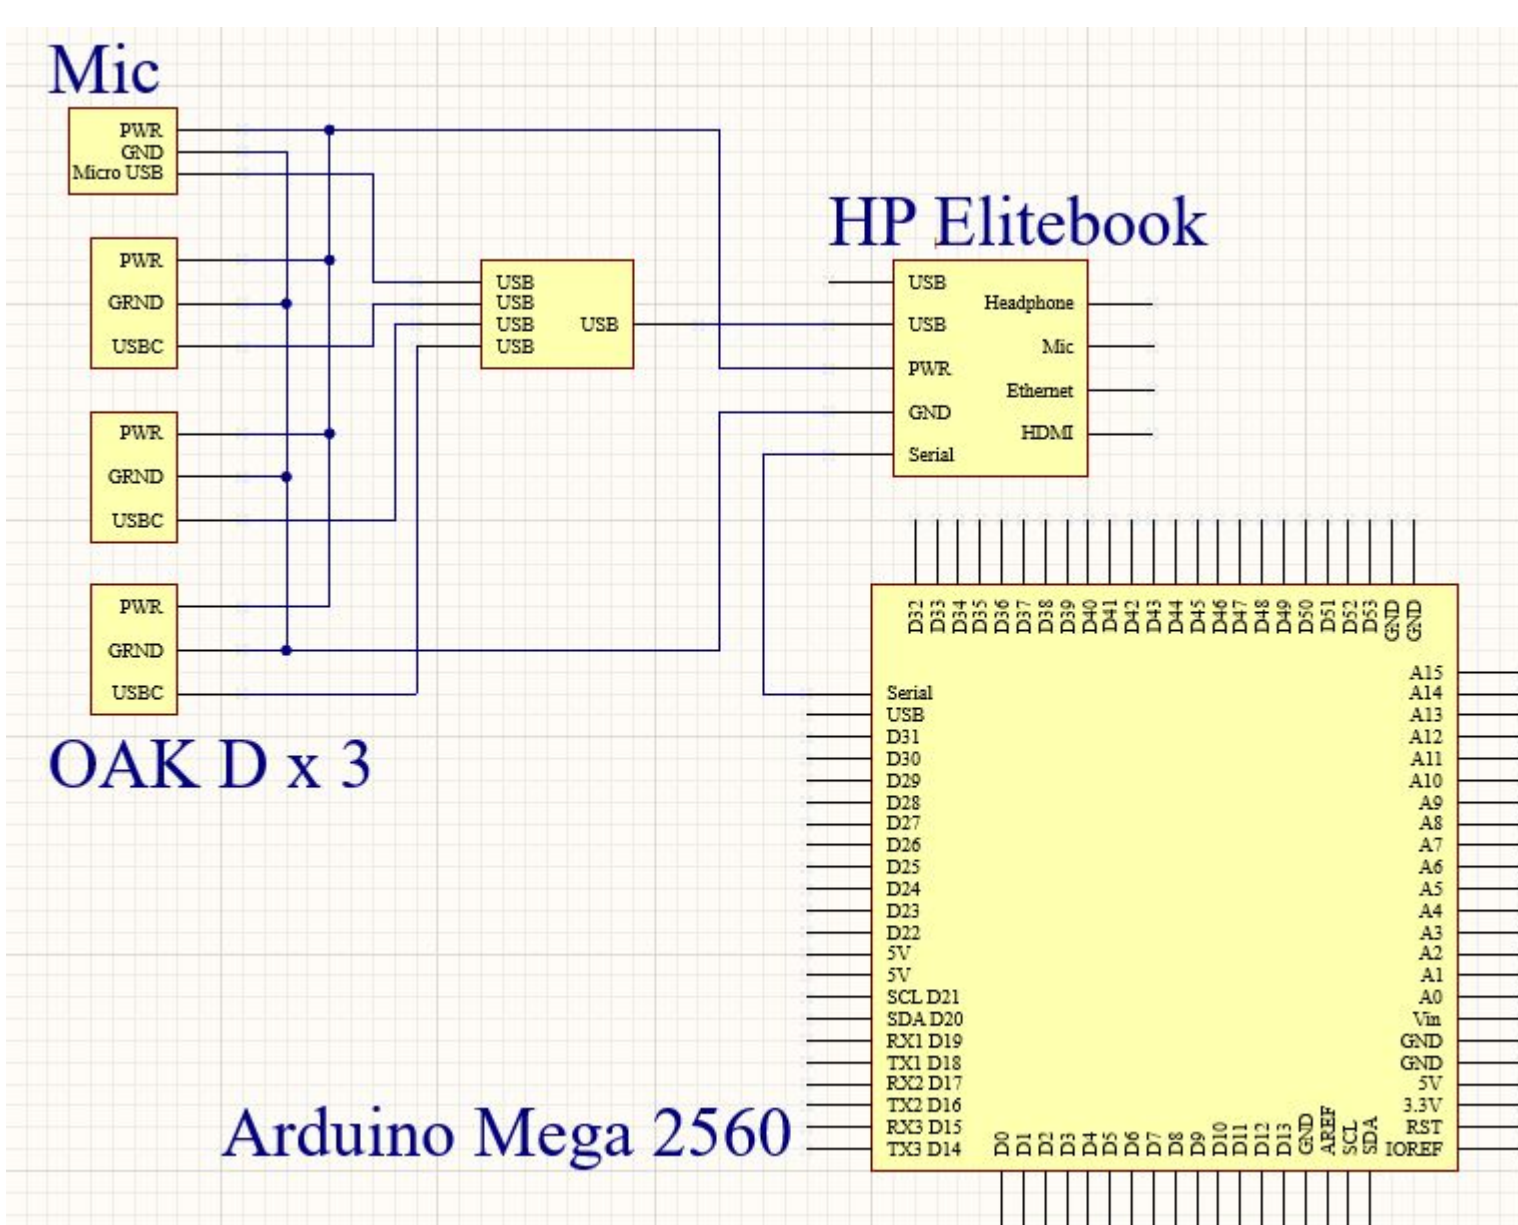 Mic
PWR
GND
Micro USB
PWR
GRND
USBC
PWR
GRND
USBC
PWR
GRND
USBC
OAK D x 3
USB
USB
USB
USB
USB
HP Elitebook
USB
USB
PWR
GND
Serial
Headphone
Mic
Ethernet
HDMI
D32
D33
D34
D35
D36
D37
D38
D39
D40
D41
D42
D43
D44
D45
D46
D47
D48
D49
D50
D51
D52
D53
GND
GND
Serial
USB
D31
D30
D29
D28
D27
D26
D25
D24
D23
D22
5V
5V
SCL D21
SDA D20
RX1 D19
TX1 D18
RX2 D17
TX2 D16
RX3 D15
TX3 D14
A15
A14
A13
A12
A11
A10
A9
A8
A7
A6
A5
A4
A3
A2
A1
A0
Vin
GND
GND
5V
3.3V
RST
IOREF
D0
D1
D2
D3
D4
D5
D6
D7
D8
D9
D10
D11
D12
D13
GND
AREF
SCL
SDA
Arduino Mega 2560